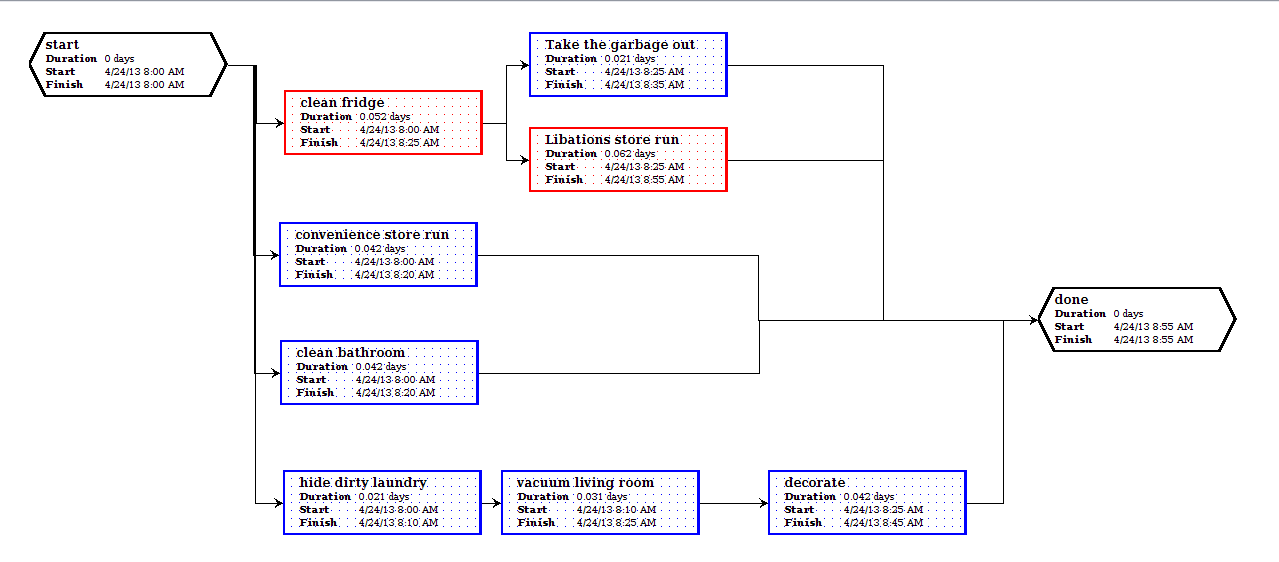 start
Duration 0 days
Start 4/24/13 8:00 AM
Finish 4/24/13 8:00 AM
clean fridge
Duration 0.052 days
Start 4/24/13 8:00 AM
Finish 4/24/13 8:25 AM
Take the garbage out
Duration 0.021 days
Start 4/24/13 8:25 AM
Finish 4/24/13 8:35 AM
Libations store run
Duration 0.062 days
Start 4/24/13 8:25 AM
Finish 4/24/13 8:55 AM
convenience store run
Duration 0.042 days
Start 4/24/13 8:00 AM
Finish 4/24/13 8:20 AM
clean bathroom
Duration 0.042 days
Start 4/24/13 8:00 AM
Finish 4/24/13 8:20 AM
hide dirty laundry
Duration 0.021 days
Start 4/24/13 8:00 AM
Finish 4/24/13 8:10 AM
vacuum living room
Duration 0.031 days
Start 4/24/13 8:10 AM
Finish 4/24/13 8:25 AM
decorate
Duration 0.042 days
Start 4/24/13 8:25 AM
Finish 4/24/13 8:45 AM
done
Duration 0 days
Start 4/24/13 8:55 AM
Finish 4/24/13 8:55 AM